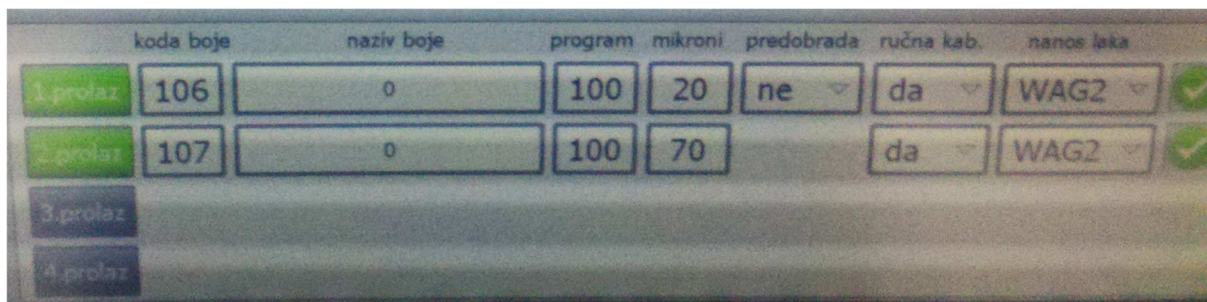 koda boje naziv boje program mikroni predobrada ručna kab. nanos laka
1.prolaz 106 0 100 20 ne da WAG2
2.prolaz 107 0 100 70 da WAG2
3.prolaz
4.prolaz